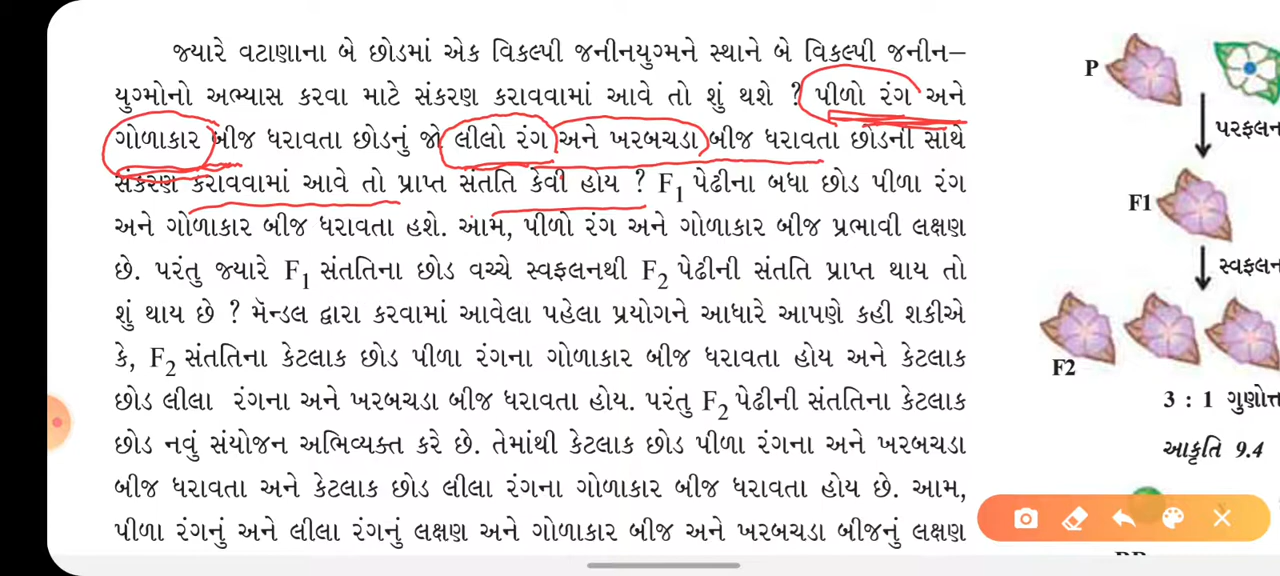 જ્યારે વટાણાના બે છોડમાં એક વિકલ્પી જનીનયુગ્મને સ્થાને બે વિકલ્પી જનીન–
યુગ્મોનો અભ્યાસ કરવા માટે સંકરણ કરાવવામાં આવે તો શું થશે ? પીળો રંગ અને
ગોળાકાર બીજ ધરાવતા છોડનું જો લીલો રંગ અને ખરબચડા બીજ ધરાવતા છોડની સાથે
સંકરણ કરાવવામાં આવે તો પ્રાપ્ત સંતતિ કેવી હોય ? F₁ પેઢીના બધા છોડ પીળા રંગ
અને ગોળાકાર બીજ ધરાવતા હશે. આમ, પીળો રંગ અને ગોળાકાર બીજ પ્રભાવી લક્ષણ
છે. પરંતુ જ્યારે F₁ સંતતિના છોડ વચ્ચે સ્વફલનથી F₂ પેઢીની સંતતિ પ્રાપ્ત થાય તો
શું થાય છે ? મૅન્ડલ દ્વારા કરવામાં આવેલા પહેલા પ્રયોગને આધારે આપણે કહી શકીએ
કે, F₂ સંતતિના કેટલાક છોડ પીળા રંગના ગોળાકાર બીજ ધરાવતા હોય અને કેટલાક
છોડ લીલા રંગના અને ખરબચડા બીજ ધરાવતા હોય. પરંતુ F₂ પેઢીની સંતતિના કેટલાક
છોડ નવું સંયોજન અભિવ્યક્ત કરે છે. તેમાંથી કેટલાક છોડ પીળા રંગના અને ખરબચડા
બીજ ધરાવતા અને કેટલાક છોડ લીલા રંગના ગોળાકાર બીજ ધરાવતા હોય છે. આમ,
પીળા રંગનું અને લીલા રંગનું લક્ષણ અને ગોળાકાર બીજ અને ખરબચડા બીજનું લક્ષણ
P
પરફલન
F1
સ્વફલન
F2
3 : 1 ગુણોત્ત
આકૃતિ 9.4